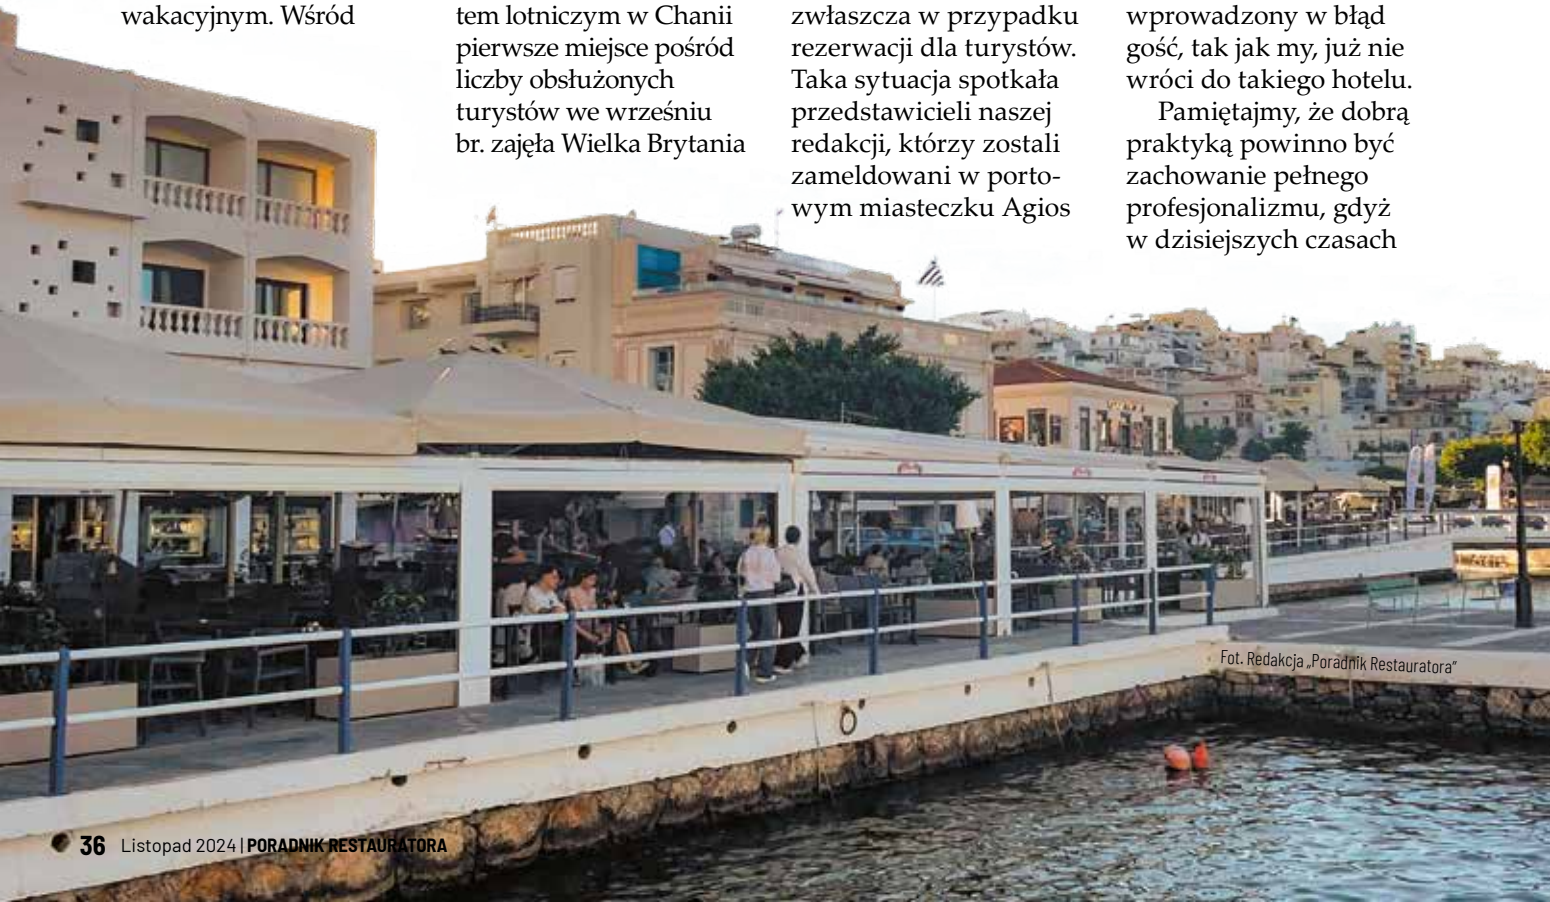 wakacyjnym. Wśród
tem lotniczym w Chanii
pierwsze miejsce pośród
liczby obsłużonych
turystów we wrześniu
br. zajęła Wielka Brytania
zwłaszcza w przypadku
rezerwacji dla turystów.
Taka sytuacja spotkała
przedstawicieli naszej
redakcji, którzy zostali
zameldowani w porto-
wym miasteczku Agios
wprowadzony w błąd
gość, tak jak my, już nie
wróci do takiego hotelu.
Pamiętajmy, że dobrą
praktyką powinno być
zachowanie pełnego
profesjonalizmu, gdyż
w dzisiejszych czasach
Fot. Redakcja „Poradnik Restauratora”
36 Listopad 2024 | PORADNIK RESTAURATORA